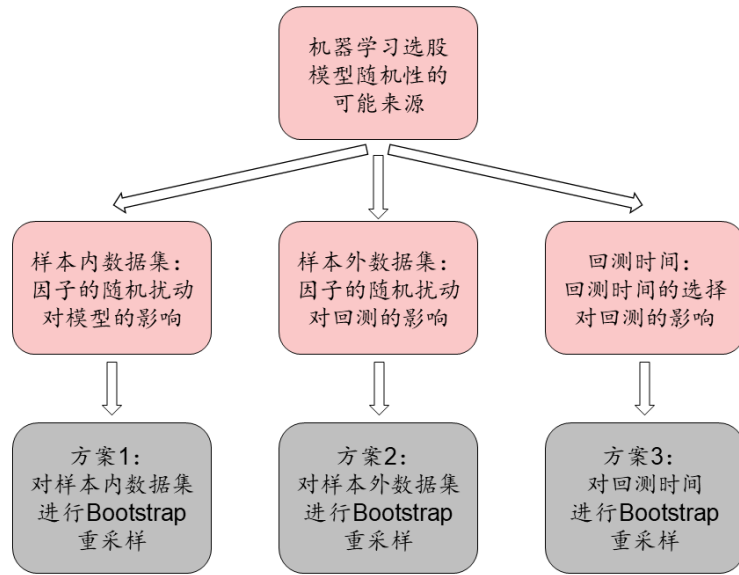 机器学习选股
模型随机性的
可能来源
样本内数据集：
因子的随机扰动
对模型的影响
样本外数据集：
因子的随机扰动
对回测的影响
回测时间：
回测时间的选择
对回测的影响
方案1：
对样本内数据集
进行Bootstrap
重采样
方案2：
对样本外数据集
进行Bootstrap
重采样
方案3：
对回测时间
进行Bootstrap
重采样